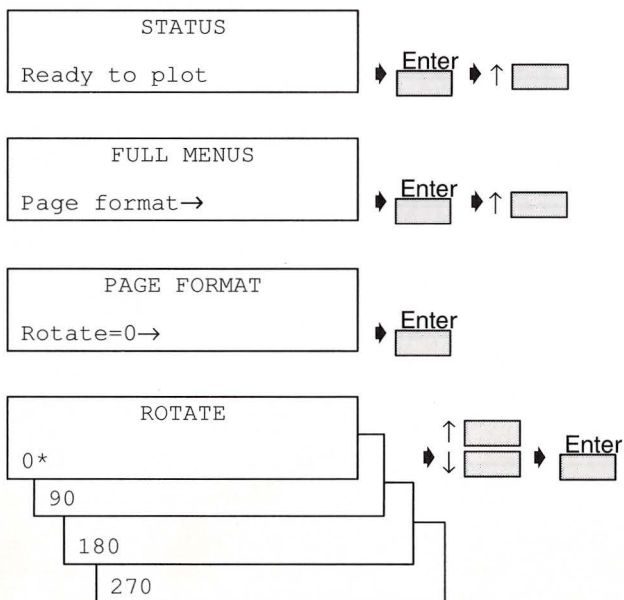 STATUS
Ready to plot
Enter
↑
FULL MENUS
Page format→
Enter
↑
PAGE FORMAT
Rotate=0→
Enter
ROTATE
0*
↑
↓
Enter
90
180
270